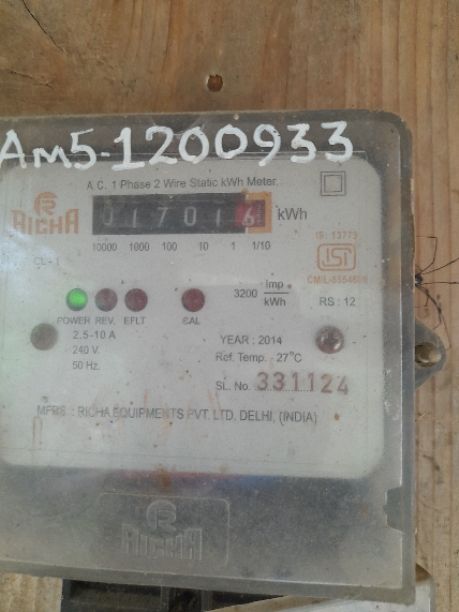 Am5-1200933
A.C. 1 Phase 2 Wire Static kWh Meter.
RICHA
017016 kWh
10000 1000 100 10 1 1/10
IS: 13779
ISI
CL-1
3200 imp/kWh
RS : 12
POWER REV. EFLT CAL
2.5-10 A
240 V.
50 Hz.
YEAR : 2014
Ref. Temp. - 27°C
SL. No. 331124
MFRS : RICHA EQUIPMENTS PVT. LTD. DELHI, (INDIA)
RICHA